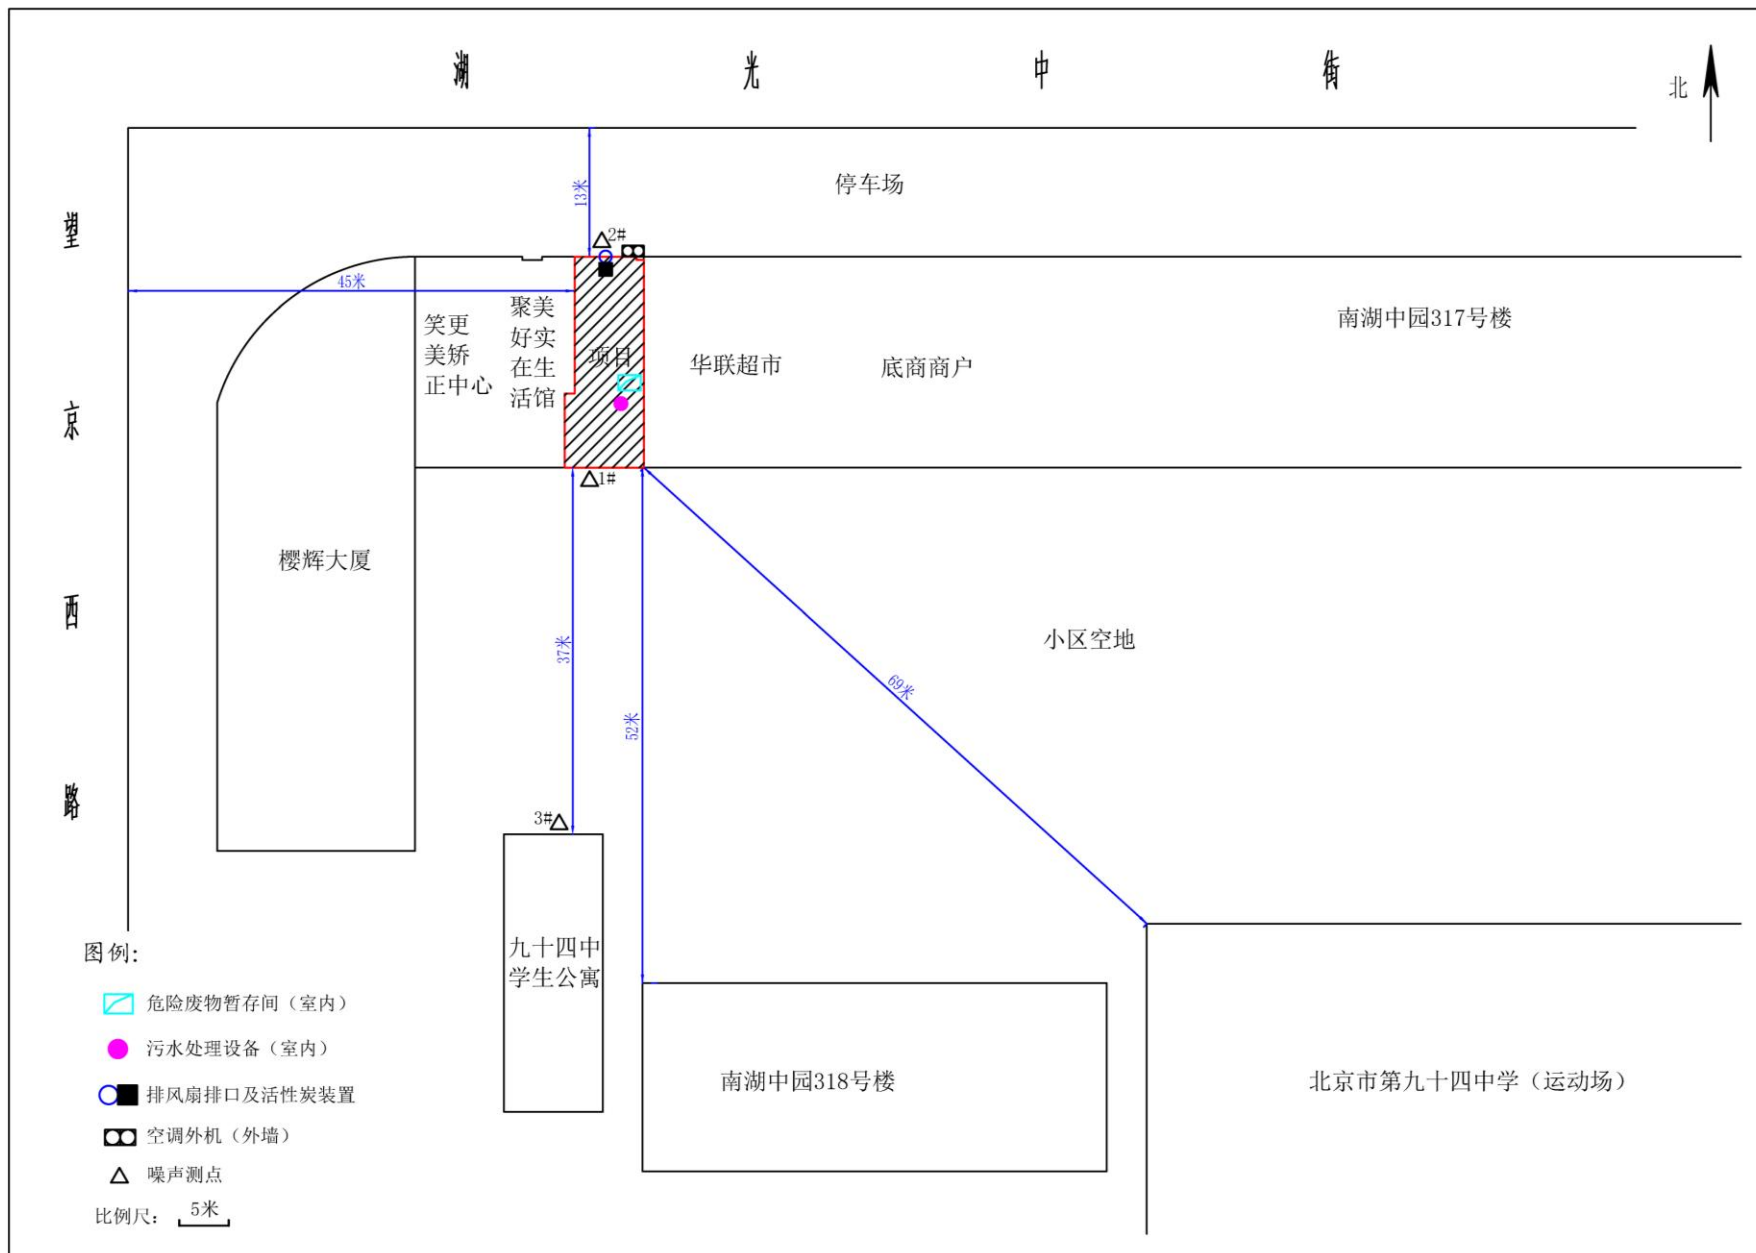 湖光中街
北
望京西路
停车场
13米
2#
45米
笑更
美矫
正中心
聚美
好实
在生
活馆
项目
华联超市
底商商户
南湖中园317号楼
1#
樱辉大厦
37米
52米
69米
小区空地
3#
九十四中
学生公寓
南湖中园318号楼
北京市第九十四中学（运动场）
图例:
危险废物暂存间（室内）
污水处理设备（室内）
排风扇排口及活性炭装置
空调外机（外墙）
噪声测点
比例尺: 5米